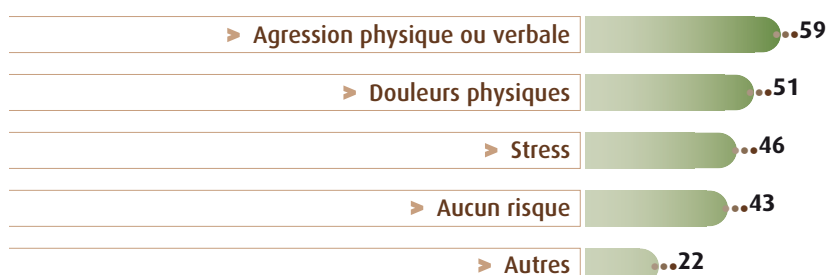 > Agression physique ou verbale 59
> Douleurs physiques 51
> Stress 46
> Aucun risque 43
> Autres 22